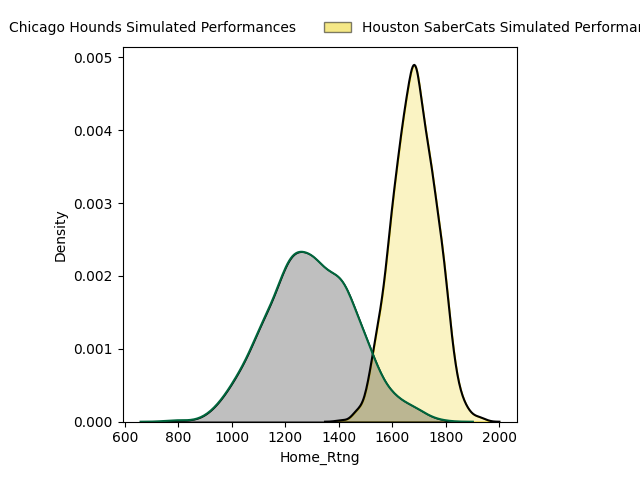 Chicago Hounds Simulated Performances
Houston SaberCats Simulated Performan
0.005
0.004
0.003
0.002
0.001
0.000
Density
600 800 1000 1200 1400 1600 1800 2000
Home_Rtng